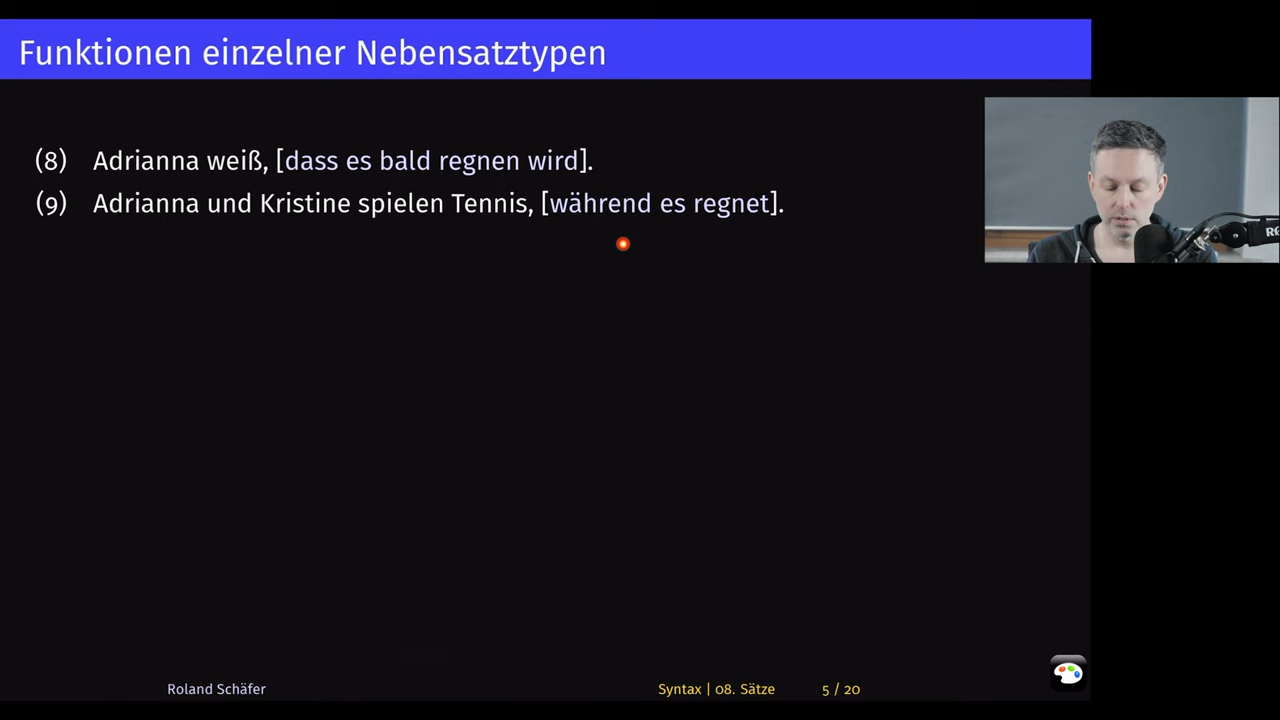 Funktionen einzelner Nebensatztypen
(8) Adrianna weiß, [dass es bald regnen wird].
(9) Adrianna und Kristine spielen Tennis, [während es regnet].
Roland Schäfer
Syntax | 08. Sätze
5 / 20